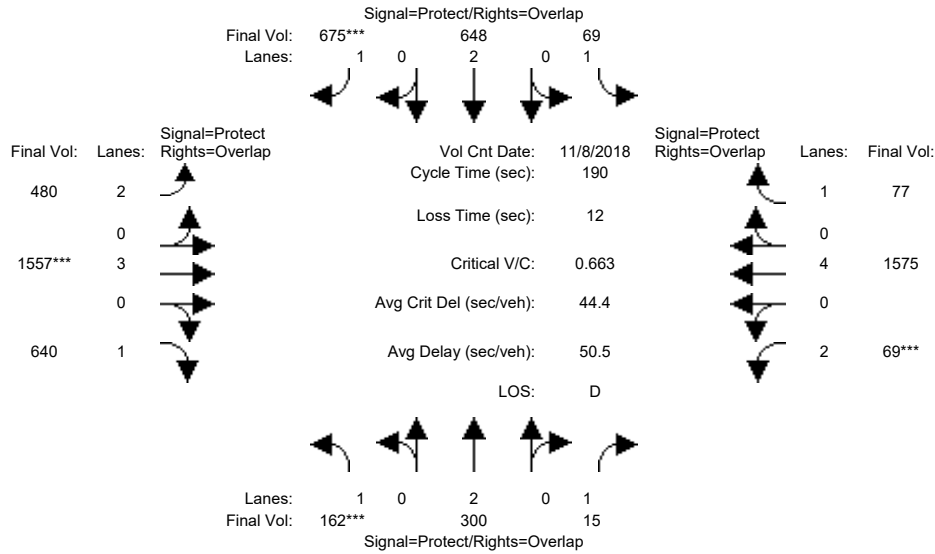 Signal=Protect/Rights=Overlap
Final Vol: 675*** 648 69
Lanes: 1 0 2 0 1
Signal=Protect Signal=Protect
Final Vol: Lanes: Rights=Overlap Vol Cnt Date: 11/8/2018 Rights=Overlap Lanes: Final Vol:
Cycle Time (sec): 190
480 2 1 77
Loss Time (sec): 12
0 0
1557*** 3 Critical V/C: 0.663 4 1575
0 Avg Crit Del (sec/veh): 44.4 0
640 1 Avg Delay (sec/veh): 50.5 2 69***
LOS: D
Lanes: 1 0 2 0 1
Final Vol: 162*** 300 15
Signal=Protect/Rights=Overlap